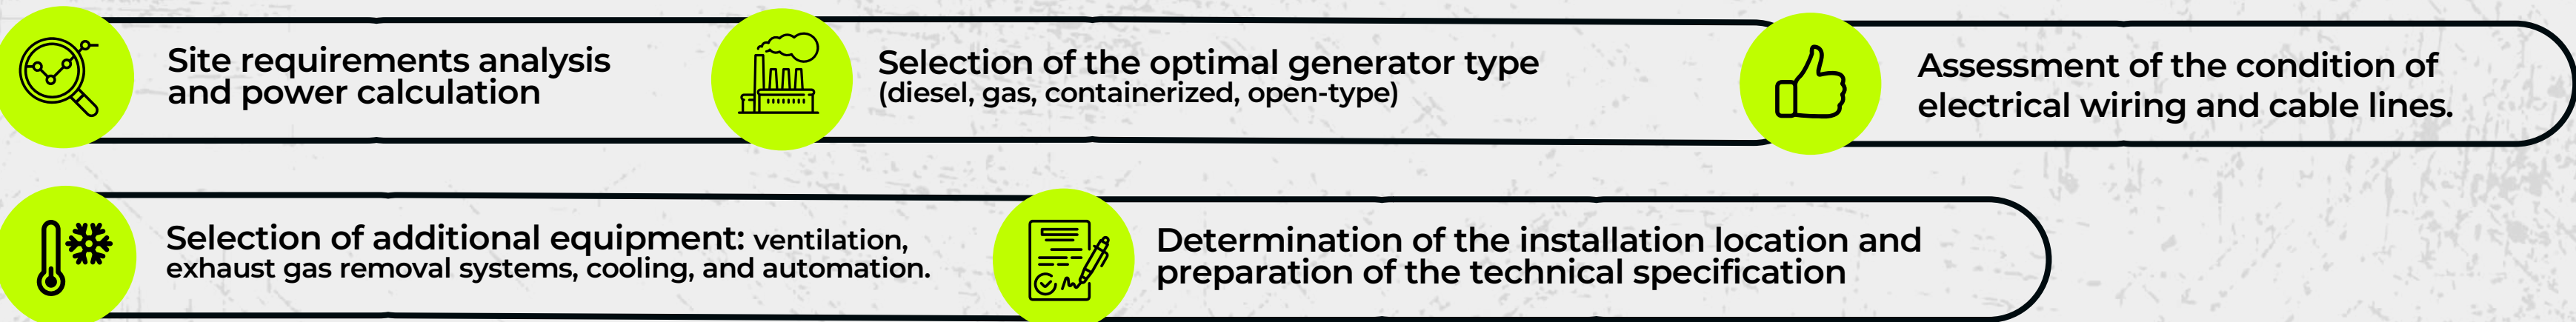 Site requirements analysis
and power calculation
Selection of the optimal generator type
(diesel, gas, containerized, open-type)
Assessment of the condition of
electrical wiring and cable lines.
Selection of additional equipment: ventilation,
exhaust gas removal systems, cooling, and automation.
Determination of the installation location and
preparation of the technical specification